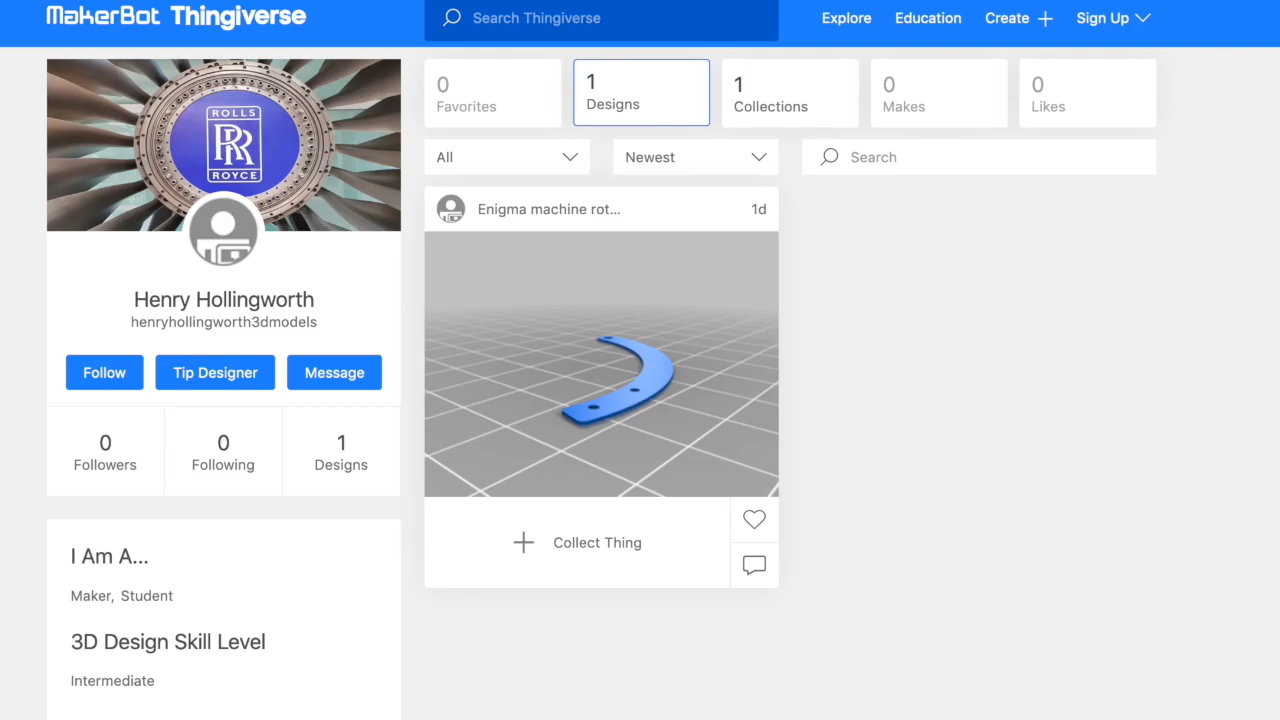 MakerBot Thingiverse
Search Thingiverse
Explore Education Create Sign Up
ROLLS
RR
ROYCE
Henry Hollingworth
henryhollingworth3dmodels
Follow Tip Designer Message
0 0 1
Followers Following Designs
I Am A...
Maker, Student
3D Design Skill Level
Intermediate
0 1 1 0 0
Favorites Designs Collections Makes Likes
All Newest Search
Enigma machine rot... 1d
Collect Thing